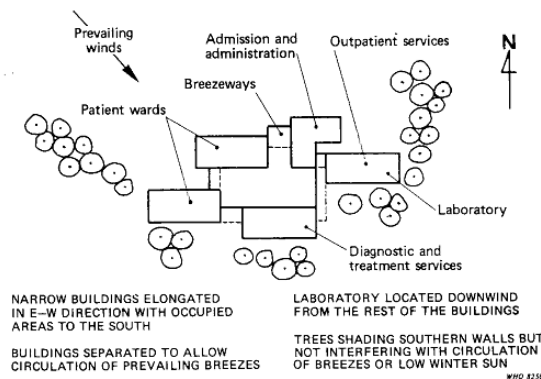 Prevailing
winds
Admission and
administration
Outpatient services
N
Breezeways
Patient wards
Laboratory
Diagnostic and
treatment services
NARROW BUILDINGS ELONGATED
IN E–W DIRECTION WITH OCCUPIED
AREAS TO THE SOUTH
BUILDINGS SEPARATED TO ALLOW
CIRCULATION OF PREVAILING BREEZES
LABORATORY LOCATED DOWNWIND
FROM THE REST OF THE BUILDINGS
TREES SHADING SOUTHERN WALLS BUT
NOT INTERFERING WITH CIRCULATION
OF BREEZES OR LOW WINTER SUN